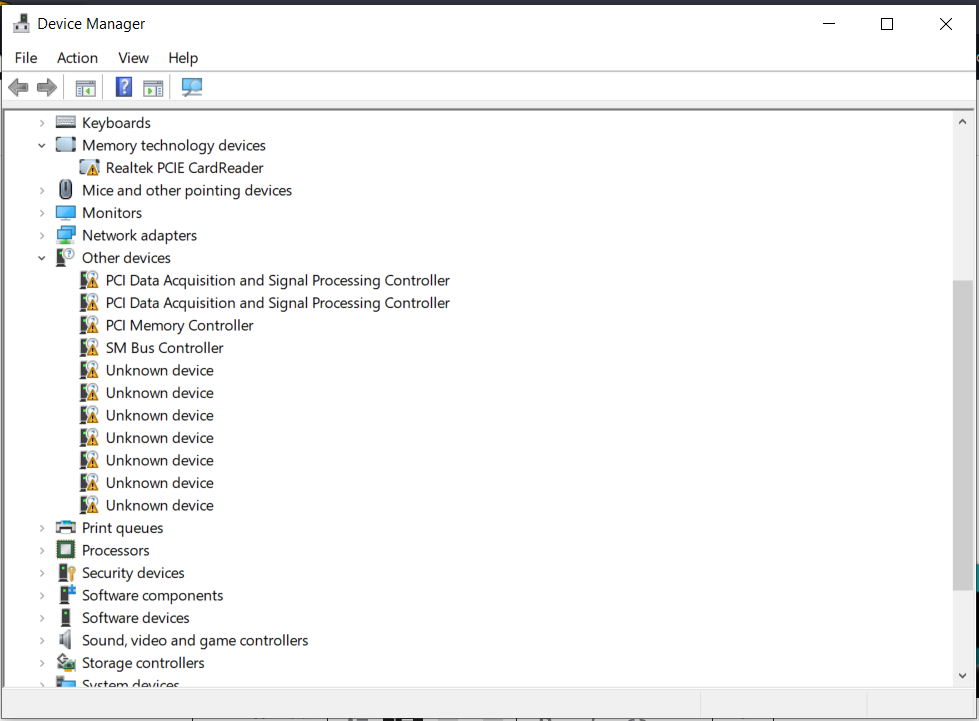 Device Manager
File Action View Help
Keyboards
Memory technology devices
Realtek PCIE CardReader
Mice and other pointing devices
Monitors
Network adapters
Other devices
PCI Data Acquisition and Signal Processing Controller
PCI Data Acquisition and Signal Processing Controller
PCI Memory Controller
SM Bus Controller
Unknown device
Unknown device
Unknown device
Unknown device
Unknown device
Unknown device
Unknown device
Print queues
Processors
Security devices
Software components
Software devices
Sound, video and game controllers
Storage controllers
System devices